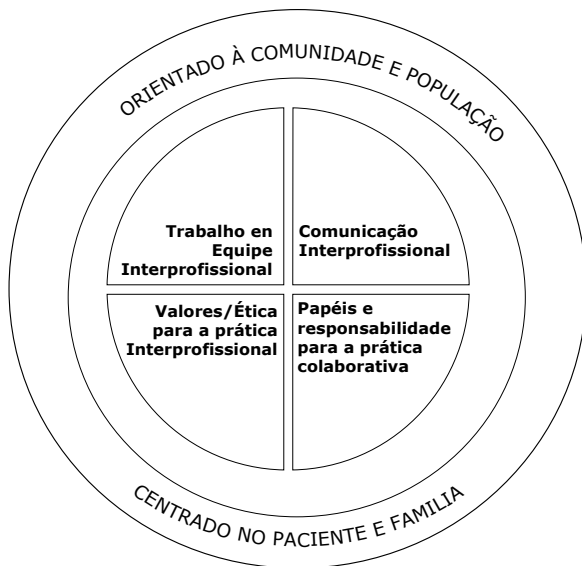 ORIENTADO À COMUNIDADE E POPULAÇÃO
Trabalho en
Equipe
Interprofissional
Comunicação
Interprofissional
Valores/Ética
para a prática
Interprofissional
Papéis e
responsabilidade
para a prática
colaborativa
CENTRADO NO PACIENTE E FAMILIA